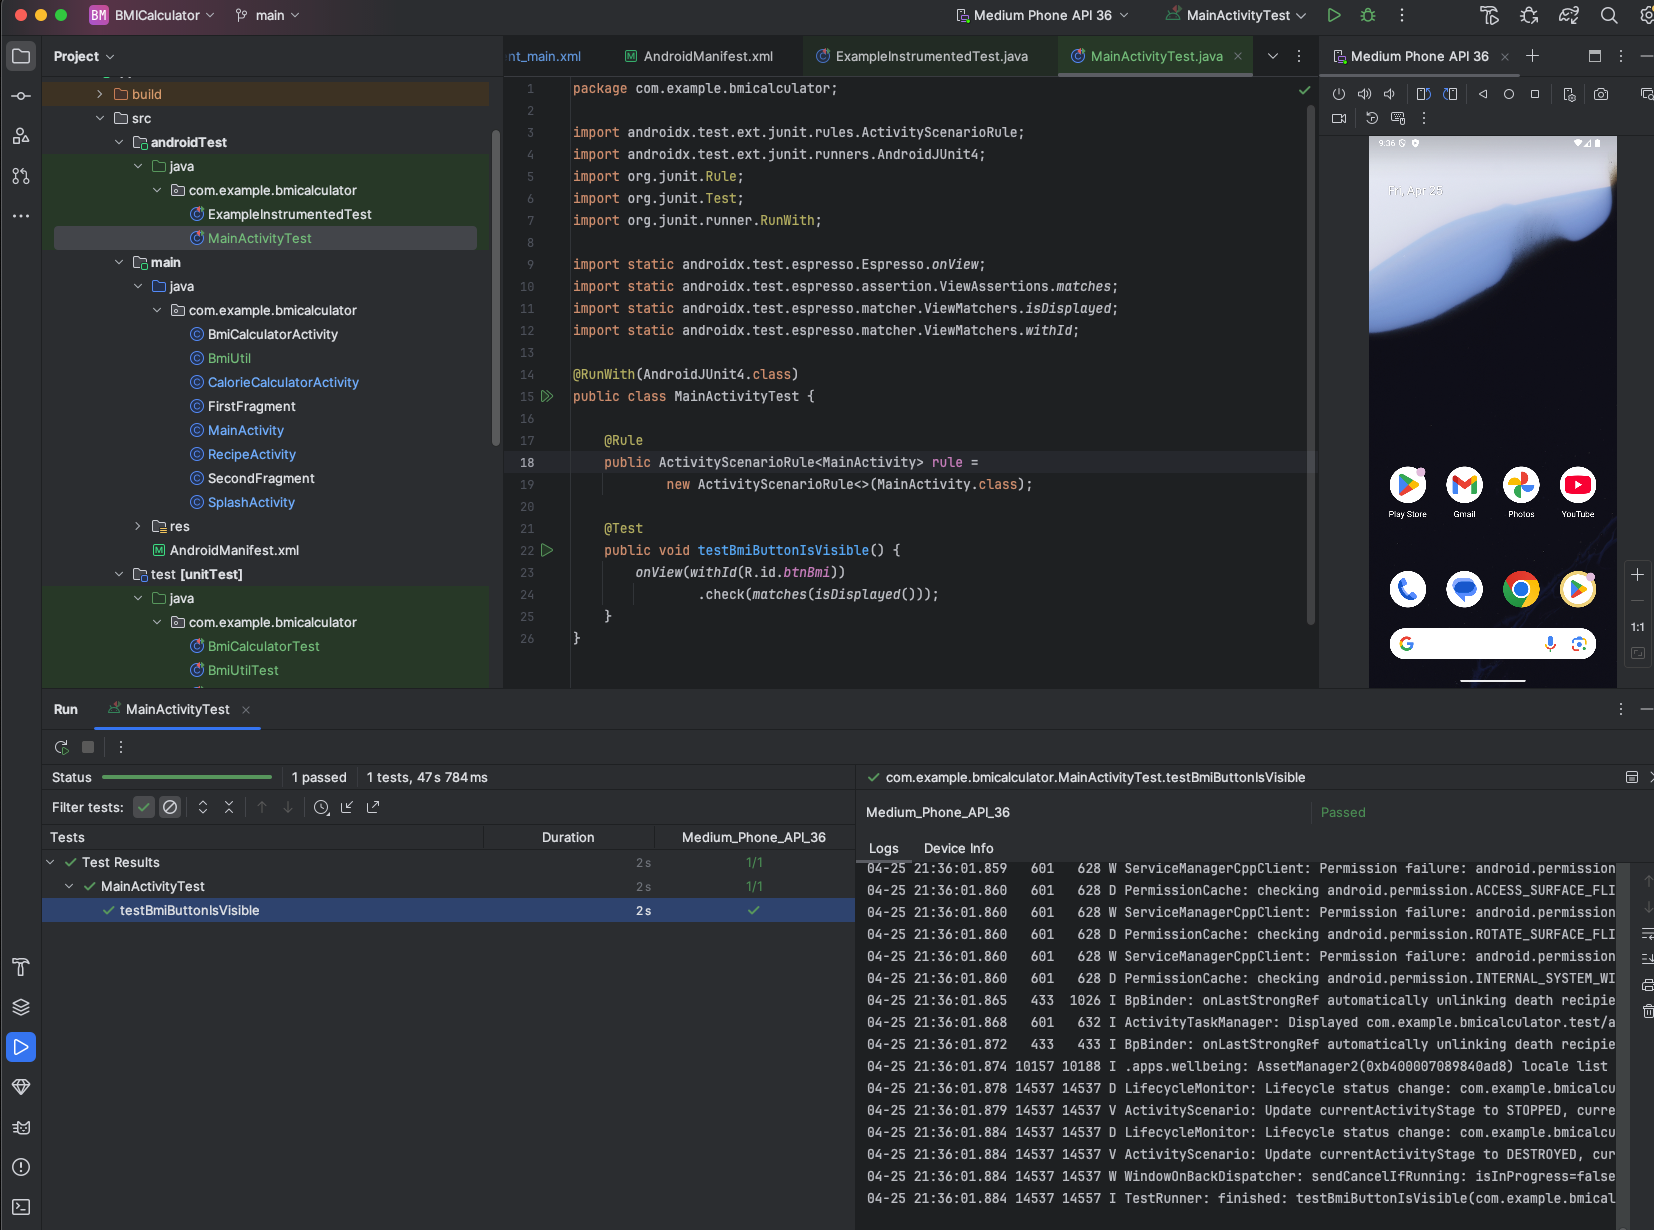 BM BMICalculator main Medium Phone API 36 MainActivityTest
Project
build
src
androidTest
java
com.example.bmicalculator
ExampleInstrumentedTest
MainActivityTest
main
java
com.example.bmicalculator
BmiCalculatorActivity
BmiUtil
CalorieCalculatorActivity
FirstFragment
MainActivity
RecipeActivity
SecondFragment
SplashActivity
res
AndroidManifest.xml
test [unitTest]
java
com.example.bmicalculator
BmiCalculatorTest
BmiUtilTest
nt_main.xml AndroidManifest.xml ExampleInstrumentedTest.java MainActivityTest.java
1 package com.example.bmicalculator;
2
3 import androidx.test.ext.junit.rules.ActivityScenarioRule;
4 import androidx.test.ext.junit.runners.AndroidJUnit4;
5 import org.junit.Rule;
6 import org.junit.Test;
7 import org.junit.runner.RunWith;
8
9 import static androidx.test.espresso.Espresso.onView;
10 import static androidx.test.espresso.assertion.ViewAssertions.matches;
11 import static androidx.test.espresso.matcher.ViewMatchers.isDisplayed;
12 import static androidx.test.espresso.matcher.ViewMatchers.withId;
13
14 @RunWith(AndroidJUnit4.class)
15 public class MainActivityTest {
16
17 @Rule
18 public ActivityScenarioRule<MainActivity> rule =
19 new ActivityScenarioRule<>(MainActivity.class);
20
21 @Test
22 public void testBmiButtonIsVisible() {
23 onView(withId(R.id.btnBmi))
24 .check(matches(isDisplayed()));
25 }
26 }
Medium Phone API 36
9:36
Fri, Apr 25
Play Store Gmail Photos YouTube
1:1
Run MainActivityTest
Status 1 passed 1 tests, 47 s 784 ms
Filter tests:
Tests Duration Medium_Phone_API_36
Test Results 2 s 1/1
MainActivityTest 2 s 1/1
testBmiButtonIsVisible 2 s
com.example.bmicalculator.MainActivityTest.testBmiButtonIsVisible
Medium_Phone_API_36 Passed
Logs Device Info
04-25 21:36:01.859 601 628 W ServiceManagerCppClient: Permission failure: android.permission
04-25 21:36:01.860 601 628 D PermissionCache: checking android.permission.ACCESS_SURFACE_FLI
04-25 21:36:01.860 601 628 W ServiceManagerCppClient: Permission failure: android.permission
04-25 21:36:01.860 601 628 D PermissionCache: checking android.permission.ROTATE_SURFACE_FLI
04-25 21:36:01.860 601 628 W ServiceManagerCppClient: Permission failure: android.permission
04-25 21:36:01.860 601 628 D PermissionCache: checking android.permission.INTERNAL_SYSTEM_WI
04-25 21:36:01.865 433 1026 I BpBinder: onLastStrongRef automatically unlinking death recipie
04-25 21:36:01.868 601 632 I ActivityTaskManager: Displayed com.example.bmicalculator.test/a
04-25 21:36:01.872 433 433 I BpBinder: onLastStrongRef automatically unlinking death recipie
04-25 21:36:01.874 10157 10188 I .apps.wellbeing: AssetManager2(0xb400007089840ad8) locale list
04-25 21:36:01.878 14537 14537 D LifecycleMonitor: Lifecycle status change: com.example.bmicalcu
04-25 21:36:01.879 14537 14537 V ActivityScenario: Update currentActivityStage to STOPPED, curre
04-25 21:36:01.884 14537 14537 D LifecycleMonitor: Lifecycle status change: com.example.bmicalcu
04-25 21:36:01.884 14537 14537 V ActivityScenario: Update currentActivityStage to DESTROYED, cur
04-25 21:36:01.884 14537 14537 W WindowOnBackDispatcher: sendCancelIfRunning: isInProgress=false
04-25 21:36:01.884 14537 14557 I TestRunner: finished: testBmiButtonIsVisible(com.example.bmical